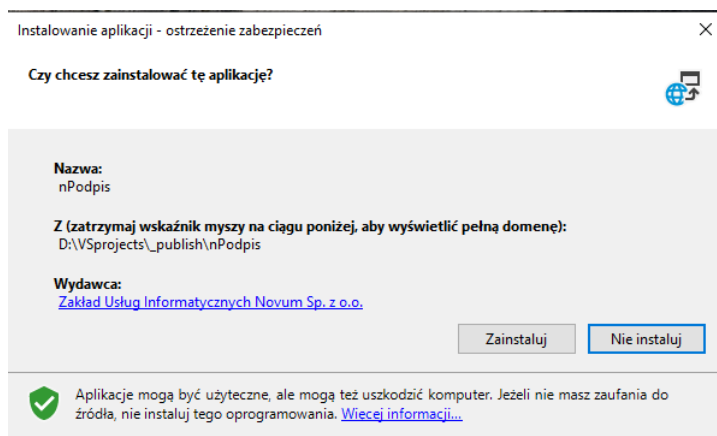 Instalowanie aplikacji - ostrzeżenie zabezpieczeń
Czy chcesz zainstalować tę aplikację?
Nazwa:
nPodpis
Z (zatrzymaj wskaźnik myszy na ciągu poniżej, aby wyświetlić pełną domenę):
D:\VSprojects\_publish\nPodpis
Wydawca:
Zakład Usług Informatycznych Novum Sp. z o.o.
Zainstaluj Nie instaluj
Aplikacje mogą być użyteczne, ale mogą też uszkodzić komputer. Jeżeli nie masz zaufania do
źródła, nie instaluj tego oprogramowania. Więcej informacji...